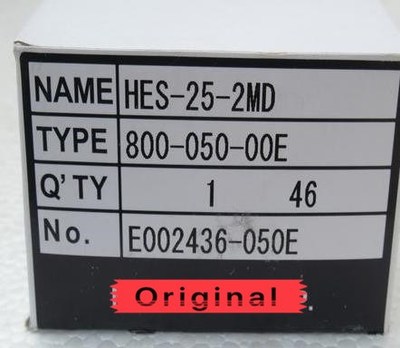 NAME HES-25-2MD
TYPE 800-050-00E
Q'TY 1 46
No. E002436-050E
Original